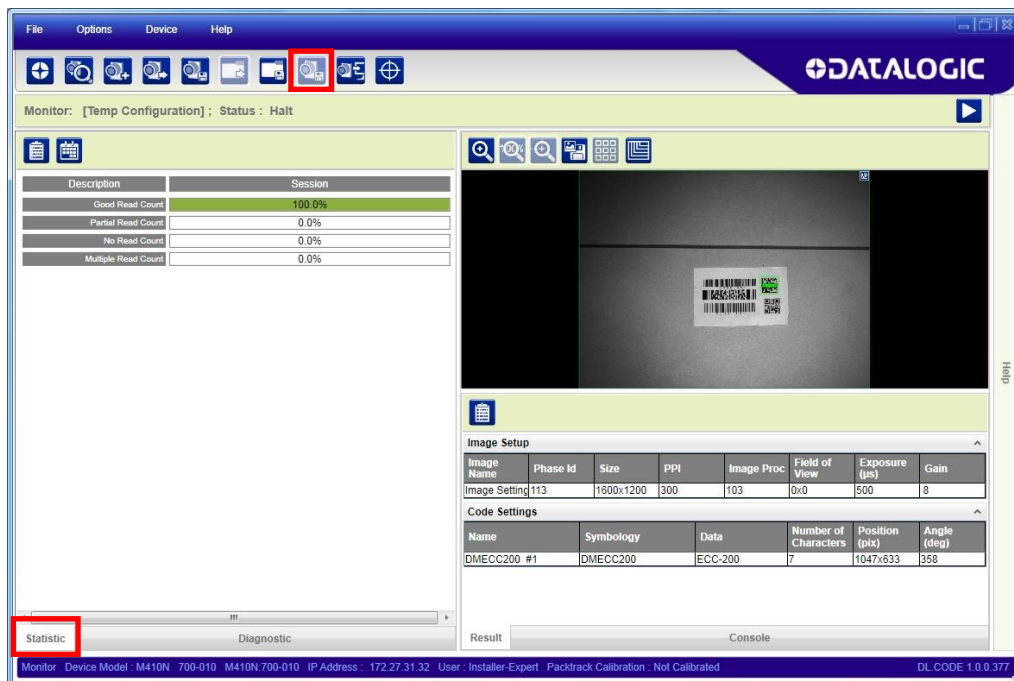 File Options Device Help
DATALOGIC
Monitor: [Temp Configuration] ; Status : Halt
Description Session
Good Read Count 100.0%
Partial Read Count 0.0%
No Read Count 0.0%
Multiple Read Count 0.0%
Image Setup
Image Name Phase Id Size PPI Image Proc Field of View Exposure (µs) Gain
Image Setting 113 1600x1200 300 103 0x0 500 8
Code Settings
Name Symbology Data Number of Characters Position (pix) Angle (deg)
DMECC200 #1 DMECC200 ECC-200 7 1047x633 358
Help
Statistic Diagnostic Result Console
Monitor Device Model : M410N 700-010 M410N:700-010 IP Address : 172.27.31.32 User : Installer-Expert Packtrack Calibration : Not Calibrated DL.CODE 1.0.0.377